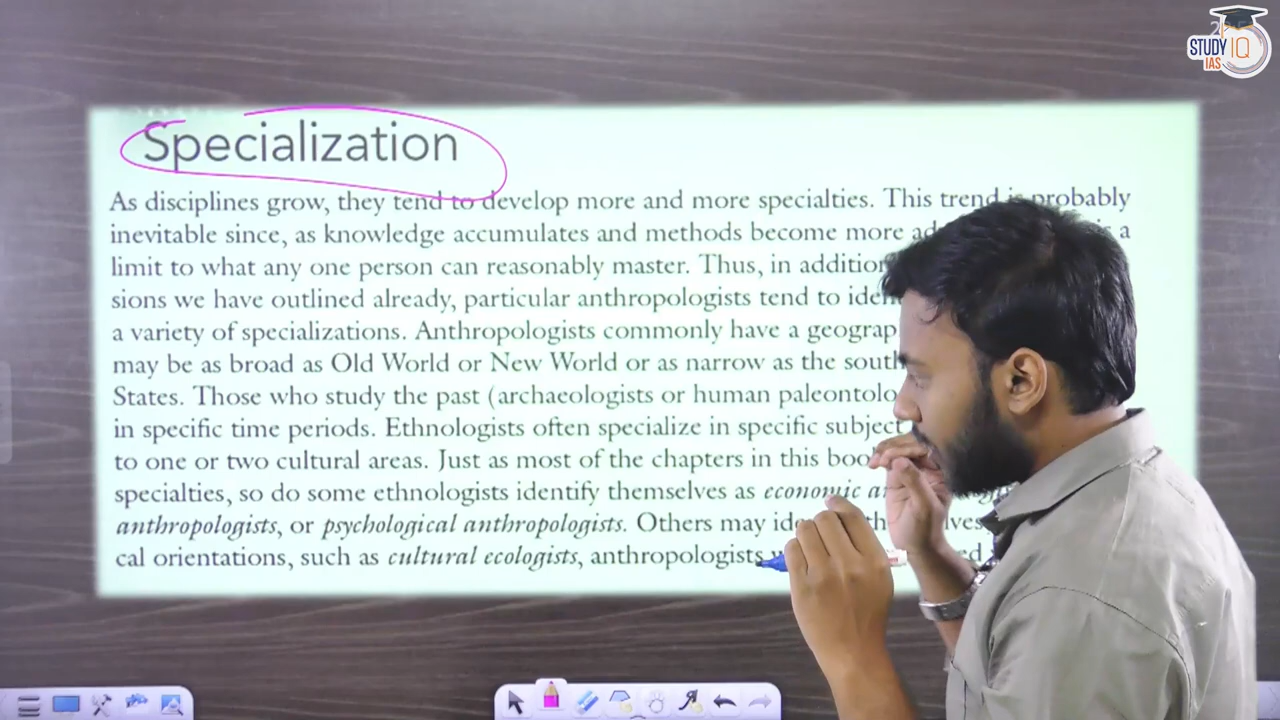 STUDY IQ
IAS
Specialization
As disciplines grow, they tend to develop more and more specialties. This trend is probably
inevitable since, as knowledge accumulates and methods become more a
limit to what any one person can reasonably master. Thus, in addition
sions we have outlined already, particular anthropologists tend to
a variety of specializations. Anthropologists commonly have a
may be as broad as Old World or New World or as narrow as the
States. Those who study the past (archaeologists or human
in specific time periods. Ethnologists often specialize in specific subject
to one or two cultural areas. Just as most of the chapters in this
specialties, so do some ethnologists identify themselves as economic
anthropologists, or psychological anthropologists. Others may
cal orientations, such as cultural ecologists, anthropologists